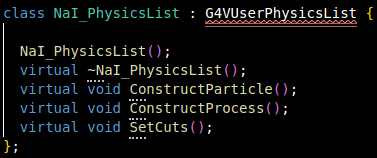 class NaI_PhysicsList : G4VUserPhysicsList {
NaI_PhysicsList();
virtual ~NaI_PhysicsList();
virtual void ConstructParticle();
virtual void ConstructProcess();
virtual void SetCuts();
};